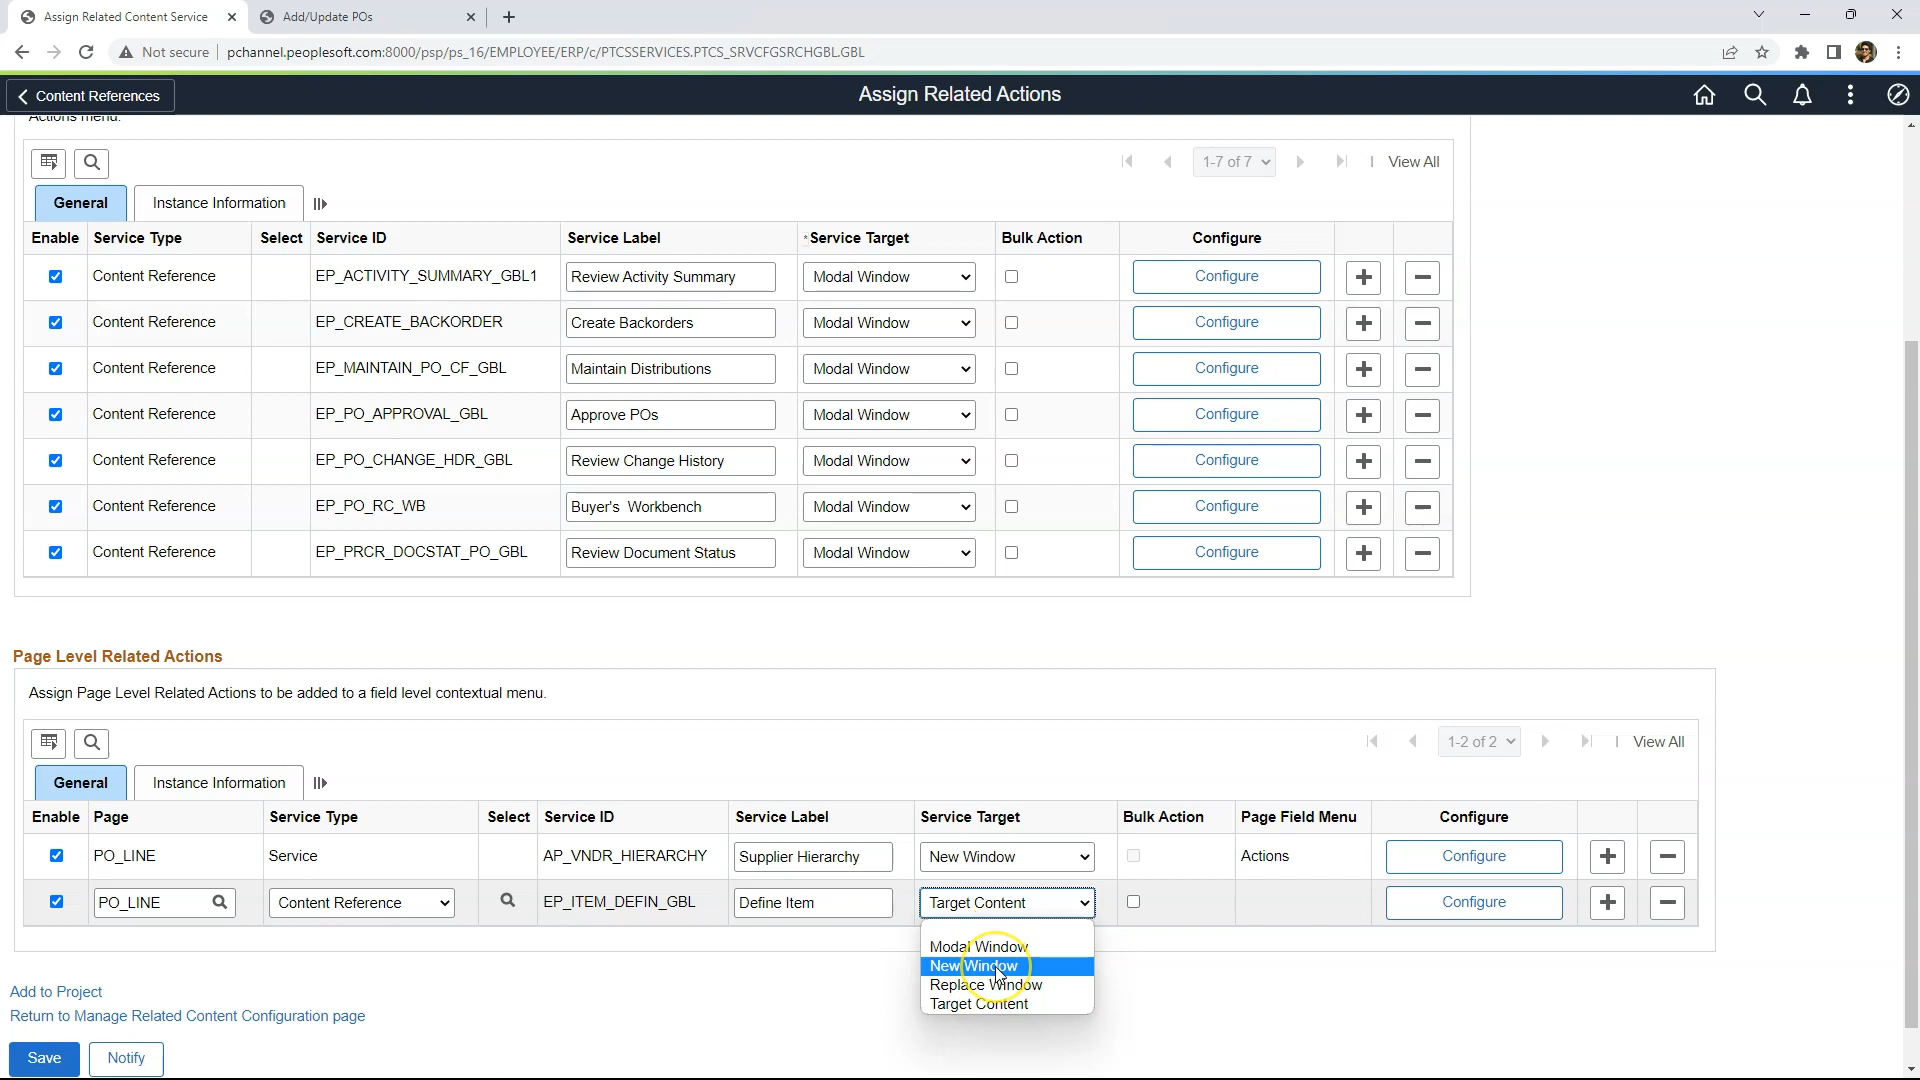 Assign Related Content Service
Add/Update POs
Not secure pchannel.peoplesoft.com:8000/psp/ps_16/EMPLOYEE/ERP/c/PTCSSERVICES.PTCS_SRVCFGSRCHGBL.GBL
Content References Assign Related Actions
Actions menu.
1-7 of 7 View All
General Instance Information
Enable Service Type Select Service ID Service Label *Service Target Bulk Action Configure
Content Reference EP_ACTIVITY_SUMMARY_GBL1 Review Activity Summary Modal Window Configure
Content Reference EP_CREATE_BACKORDER Create Backorders Modal Window Configure
Content Reference EP_MAINTAIN_PO_CF_GBL Maintain Distributions Modal Window Configure
Content Reference EP_PO_APPROVAL_GBL Approve POs Modal Window Configure
Content Reference EP_PO_CHANGE_HDR_GBL Review Change History Modal Window Configure
Content Reference EP_PO_RC_WB Buyer's Workbench Modal Window Configure
Content Reference EP_PRCR_DOCSTAT_PO_GBL Review Document Status Modal Window Configure
Page Level Related Actions
Assign Page Level Related Actions to be added to a field level contextual menu.
1-2 of 2 View All
General Instance Information
Enable Page Service Type Select Service ID Service Label Service Target Bulk Action Page Field Menu Configure
PO_LINE Service AP_VNDR_HIERARCHY Supplier Hierarchy New Window Actions Configure
PO_LINE Content Reference EP_ITEM_DEFIN_GBL Define Item Target Content Configure
Modal Window
New Window
Replace Window
Target Content
Add to Project
Return to Manage Related Content Configuration page
Save Notify